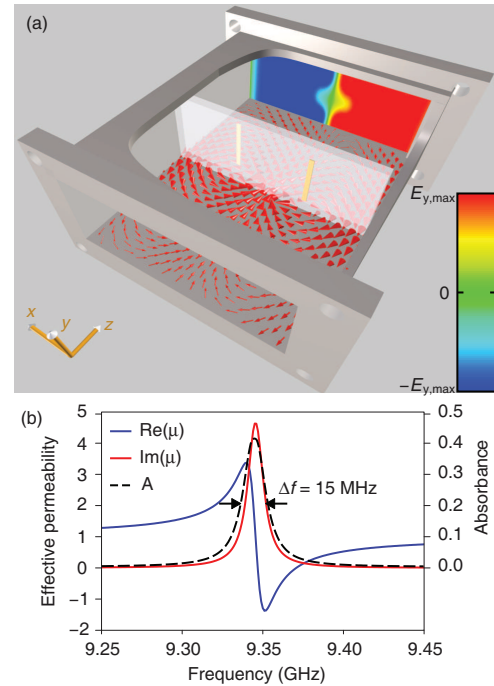 (a)
E_y,max
0
−E_y,max
x
y
z
(b)
Effective permeability
Absorbance
5
4
3
2
1
0
−1
−2
0.5
0.4
0.3
0.2
0.1
0.0
Re(μ)
Im(μ)
A
Δf = 15 MHz
9.25
9.30
9.35
9.40
9.45
Frequency (GHz)